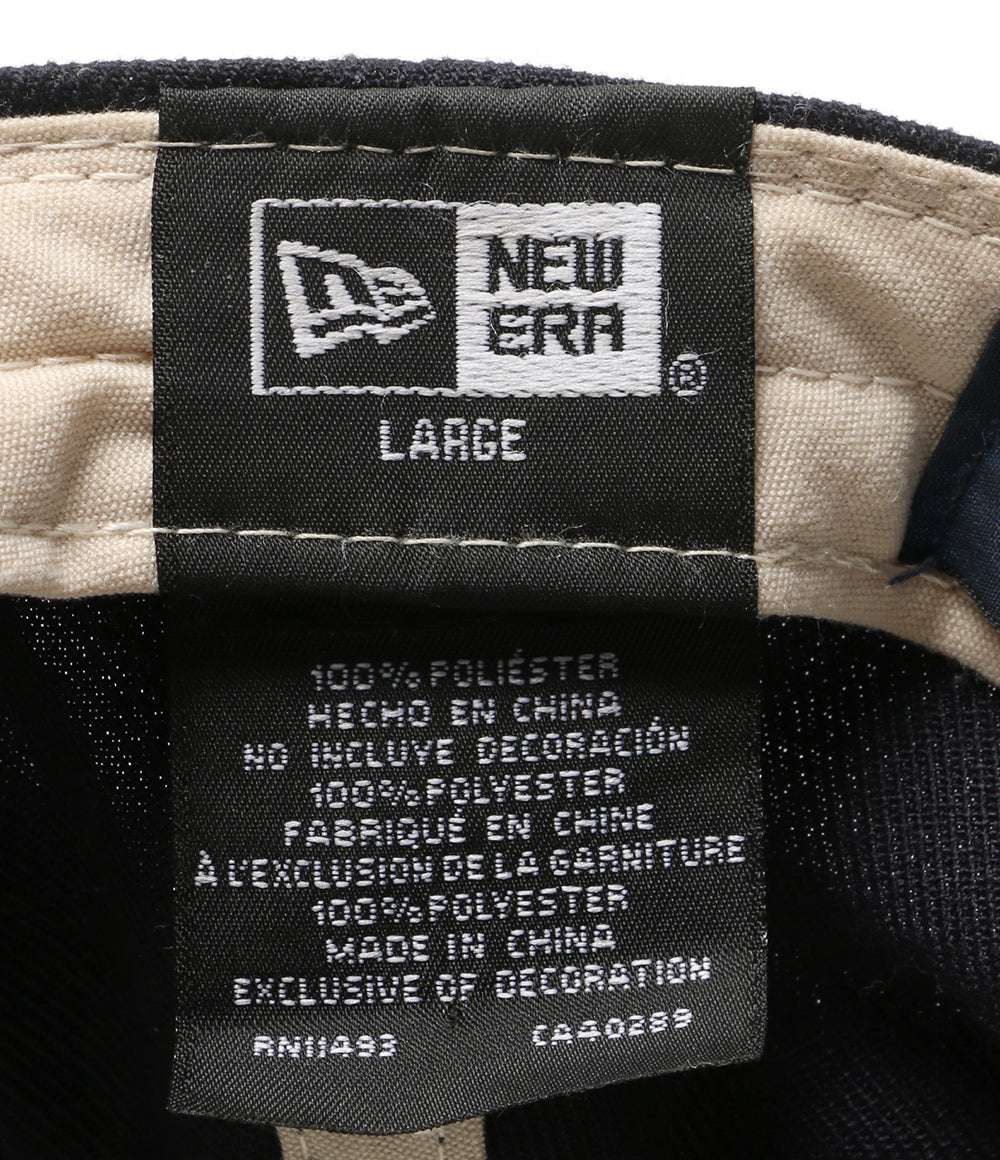 NEW
ERA
®
LARGE
100% POLIÉSTER
HECHO EN CHINA
NO INCLUYE DECORACIÓN
100% POLYESTER
FABRIQUÉ EN CHINE
À L'EXCLUSION DE LA GARNITURE
100% POLYESTER
MADE IN CHINA
EXCLUSIVE OF DECORATION
RN11493 CA40289